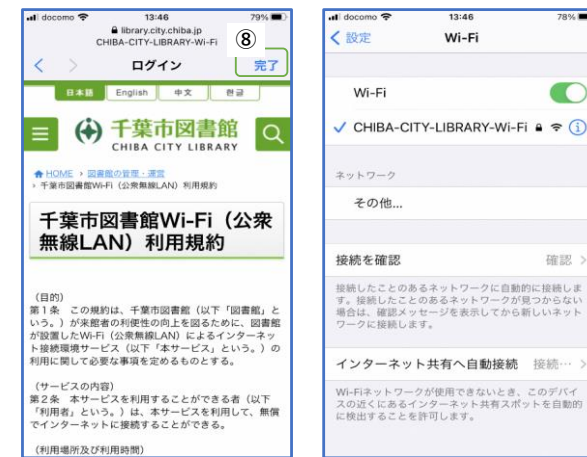 docomo 13:46 79%
library.city.chiba.jp
CHIBA-CITY-LIBRARY-Wi-Fi
⑧
< > ログイン 完了
日本語 English 中文 한글
千葉市図書館
CHIBA CITY LIBRARY
HOME › 図書館の管理・運営
› 千葉市図書館Wi-Fi(公衆無線LAN)利用規約
千葉市図書館Wi-Fi(公衆
無線LAN)利用規約
(目的)
第1条 この規約は、千葉市図書館(以下「図書館」と
いう。)が来館者の利便性の向上を図るために、図書館
が設置したWi-Fi(公衆無線LAN)によるインターネッ
ト接続環境サービス(以下「本サービス」という。)の
利用に関して必要な事項を定めるものとする。
(サービスの内容)
第2条 本サービスを利用することができる者(以下
「利用者」という。)は、本サービスを利用して、無償
でインターネットに接続することができる。
(利用場所及び利用時間)
docomo 13:46 78%
< 設定 Wi-Fi
Wi-Fi
✓ CHIBA-CITY-LIBRARY-Wi-Fi
ネットワーク
その他...
接続を確認 確認 >
接続したことのあるネットワークに自動的に接続しま
す。接続したことのあるネットワークが見つからない
場合は、確認メッセージを表示してから新しいネット
ワークに接続します。
インターネット共有へ自動接続 接続… >
Wi-Fiネットワークが使用できないとき、このデバイ
スの近くにあるインターネット共有スポットを自動的
に検出することを許可します。